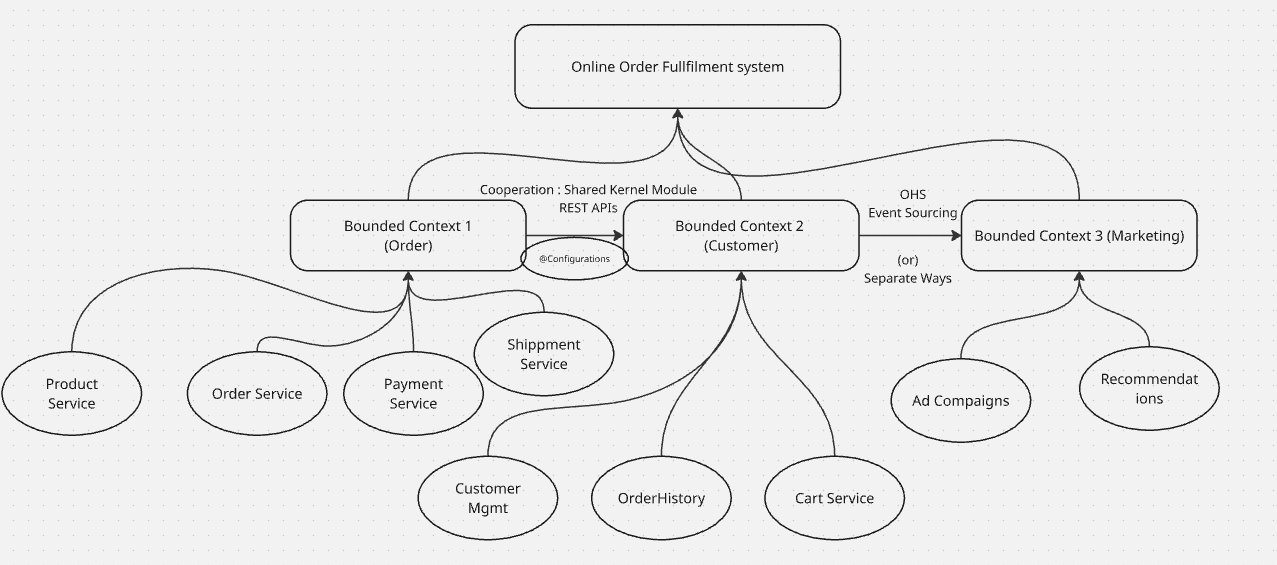 Online Order Fullfilment system
Cooperation : Shared Kernel Module
REST APIs
OHS
Event Sourcing
Bounded Context 1
(Order)
Bounded Context 2
(Customer)
Bounded Context 3 (Marketing)
@Configurations
(or)
Separate Ways
Shippment
Service
Product
Service
Order Service
Payment
Service
Ad Compaigns
Recommendat
ions
Customer
Mgmt
OrderHistory
Cart Service